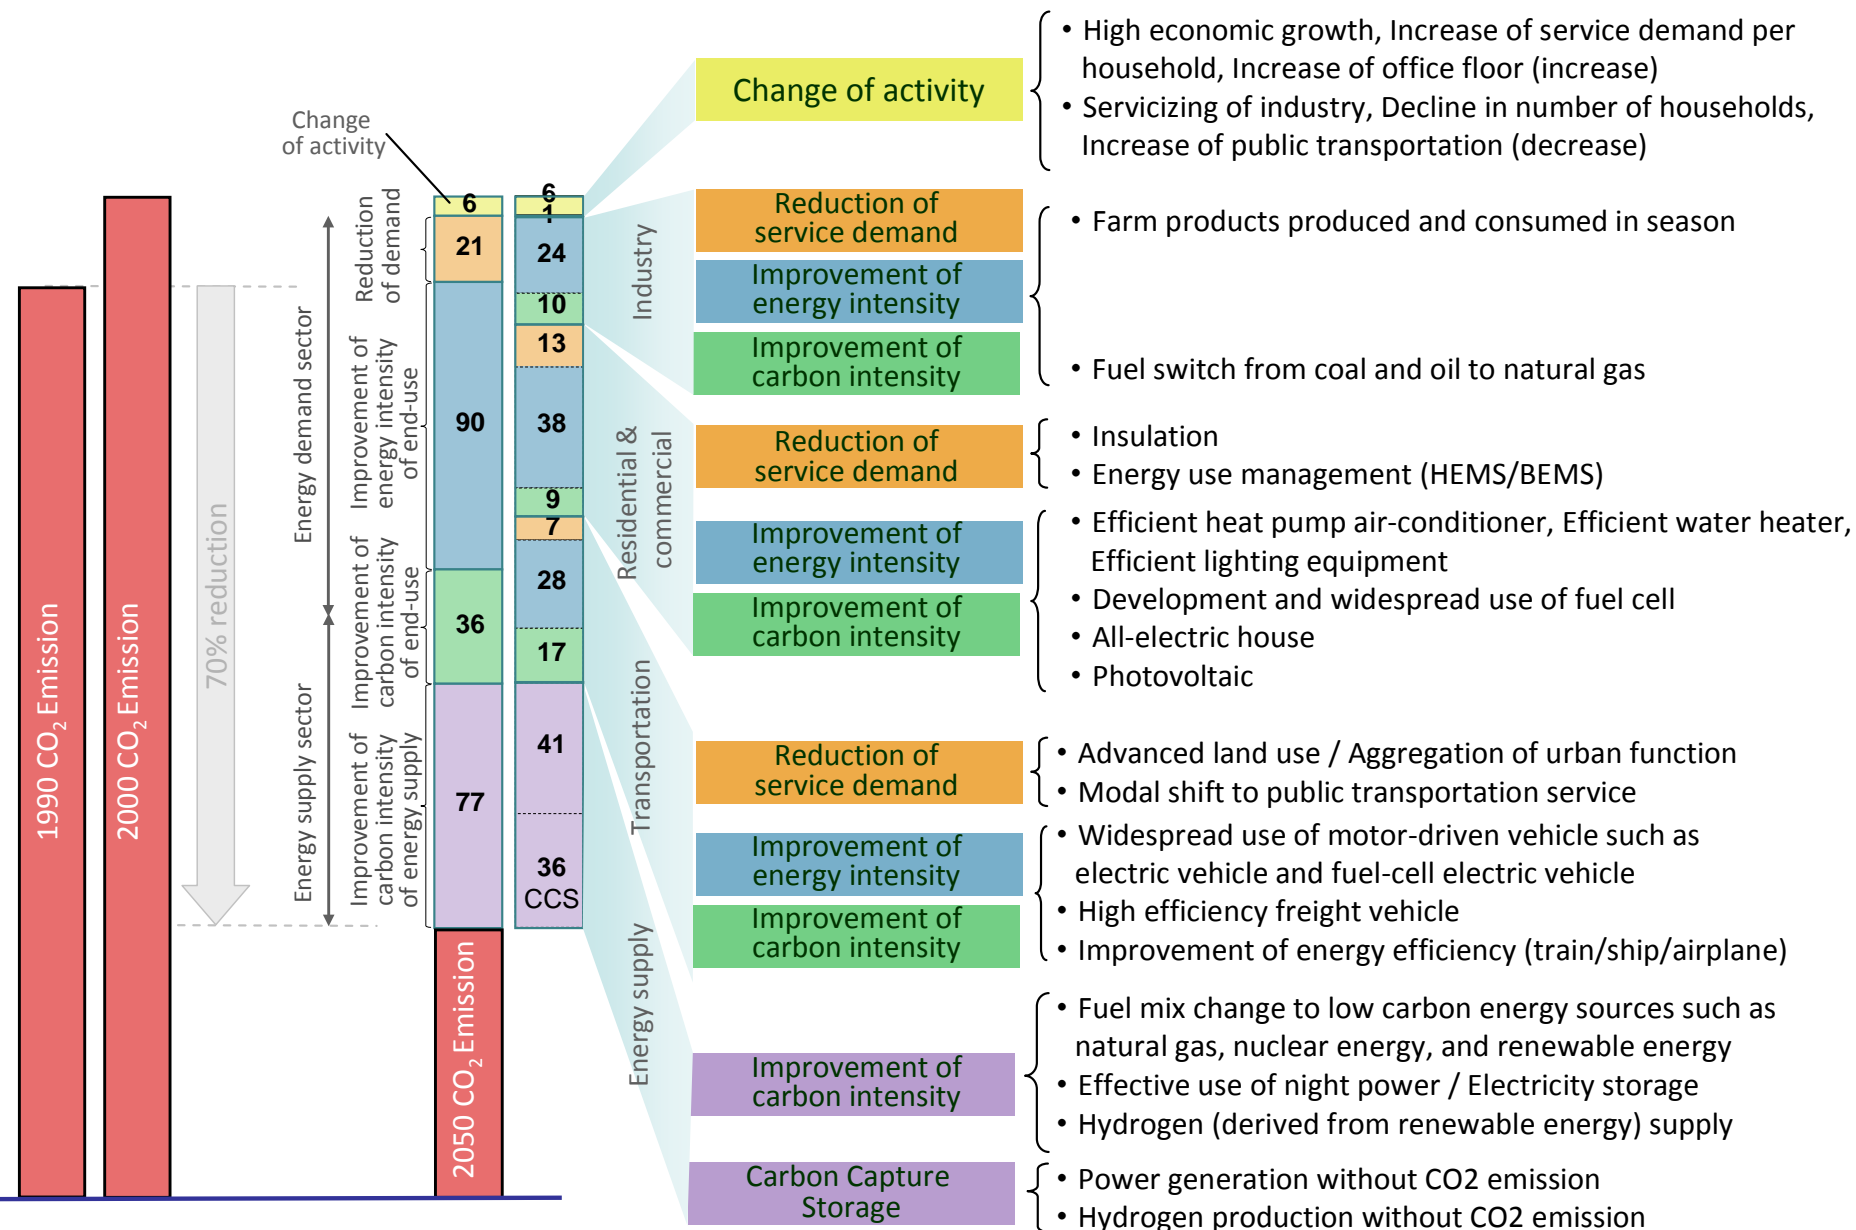 1990 CO2 Emission
2000 CO2 Emission
70% reduction
Energy demand sector
Energy supply sector
Change
of activity
Reduction
of demand
Improvement of
energy intensity
of end-use
Improvement of
carbon intensity
of end-use
Improvement of
carbon intensity
of energy supply
6
21
90
36
77
2050 CO2 Emission
6
1
24
10
13
38
9
7
28
17
41
36
CCS
Industry
Residential &
commercial
Transportation
Energy supply
Change of activity
• High economic growth, Increase of service demand per
household, Increase of office floor (increase)
• Servicizing of industry, Decline in number of households,
Increase of public transportation (decrease)
Reduction of
service demand
Improvement of
energy intensity
Improvement of
carbon intensity
• Farm products produced and consumed in season
• Fuel switch from coal and oil to natural gas
Reduction of
service demand
• Insulation
• Energy use management (HEMS/BEMS)
Improvement of
energy intensity
Improvement of
carbon intensity
• Efficient heat pump air-conditioner, Efficient water heater,
Efficient lighting equipment
• Development and widespread use of fuel cell
• All-electric house
• Photovoltaic
Reduction of
service demand
• Advanced land use / Aggregation of urban function
• Modal shift to public transportation service
Improvement of
energy intensity
Improvement of
carbon intensity
• Widespread use of motor-driven vehicle such as
electric vehicle and fuel-cell electric vehicle
• High efficiency freight vehicle
• Improvement of energy efficiency (train/ship/airplane)
Improvement of
carbon intensity
• Fuel mix change to low carbon energy sources such as
natural gas, nuclear energy, and renewable energy
• Effective use of night power / Electricity storage
• Hydrogen (derived from renewable energy) supply
Carbon Capture
Storage
• Power generation without CO2 emission
• Hydrogen production without CO2 emission